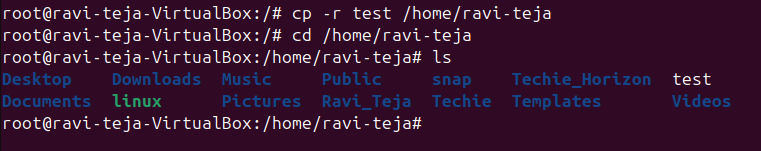 root@ravi-teja-VirtualBox:/# cp -r test /home/ravi-teja
root@ravi-teja-VirtualBox:/# cd /home/ravi-teja
root@ravi-teja-VirtualBox:/home/ravi-teja# ls
Desktop    Downloads  Music     Public     snap    Techie_Horizon  test
Documents  linux      Pictures  Ravi_Teja  Techie  Templates       Videos
root@ravi-teja-VirtualBox:/home/ravi-teja#